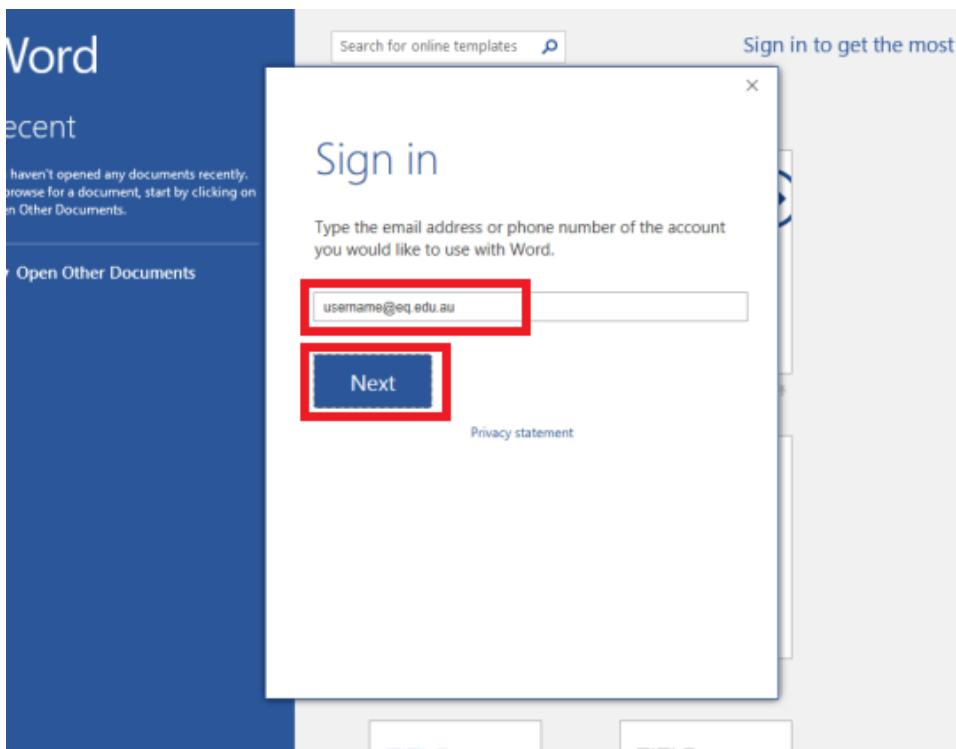 Word
ecent
haven't opened any documents recently.
browse for a document, start by clicking on
en Other Documents.
Open Other Documents
Search for online templates
Sign in to get the most
Sign in
Type the email address or phone number of the account
you would like to use with Word.
username@eq.edu.au
Next
Privacy statement